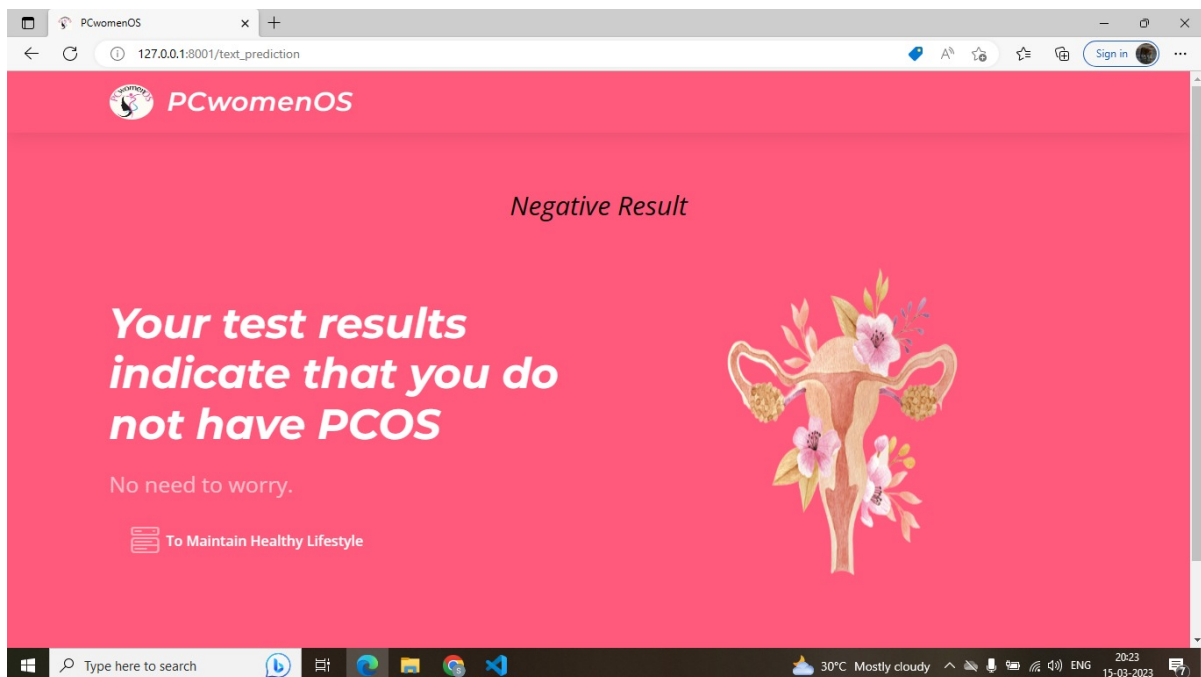 PCwomenOS
127.0.0.1:8001/text_prediction
Sign in
PCwomenOS
Negative Result
Your test results
indicate that you do
not have PCOS
No need to worry.
To Maintain Healthy Lifestyle
Type here to search
30°C Mostly cloudy
ENG
20:23
15-03-2023
7